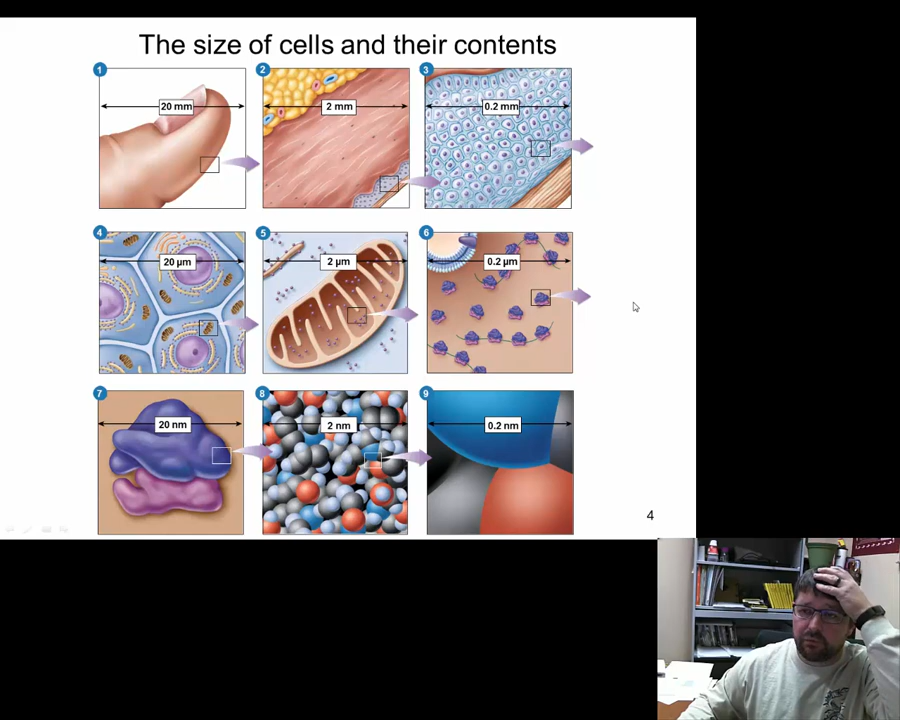 The size of cells and their contents
1
20 mm
2
2 mm
3
0.2 mm
4
20 µm
5
2 µm
6
0.2 µm
7
20 nm
8
2 nm
9
0.2 nm
4